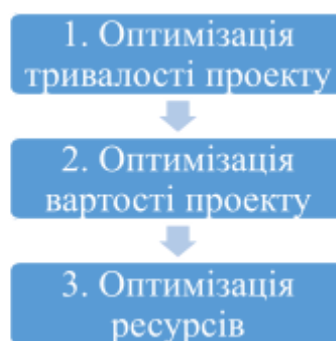 1. Оптимізація
тривалості проекту
2. Оптимізація
вартості проекту
3. Оптимізація
ресурсів